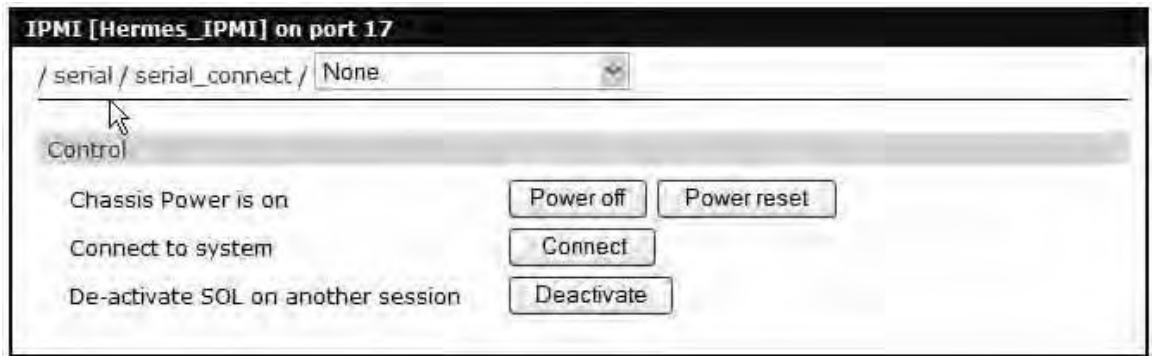 IPMI [Hermes_IPMI] on port 17
/ serial / serial_connect / None
Control
Chassis Power is on Power off Power reset
Connect to system Connect
De-activate SOL on another session Deactivate